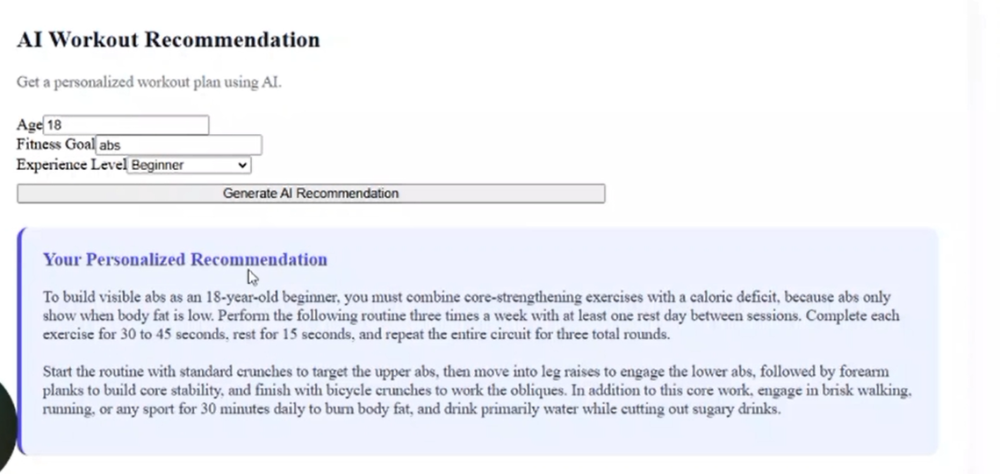 AI Workout Recommendation
Get a personalized workout plan using AI.
Age 18
Fitness Goal abs
Experience Level Beginner
Generate AI Recommendation
Your Personalized Recommendation
To build visible abs as an 18-year-old beginner, you must combine core-strengthening exercises with a caloric deficit, because abs only
show when body fat is low. Perform the following routine three times a week with at least one rest day between sessions. Complete each
exercise for 30 to 45 seconds, rest for 15 seconds, and repeat the entire circuit for three total rounds.
Start the routine with standard crunches to target the upper abs, then move into leg raises to engage the lower abs, followed by forearm
planks to build core stability, and finish with bicycle crunches to work the obliques. In addition to this core work, engage in brisk walking,
running, or any sport for 30 minutes daily to burn body fat, and drink primarily water while cutting out sugary drinks.